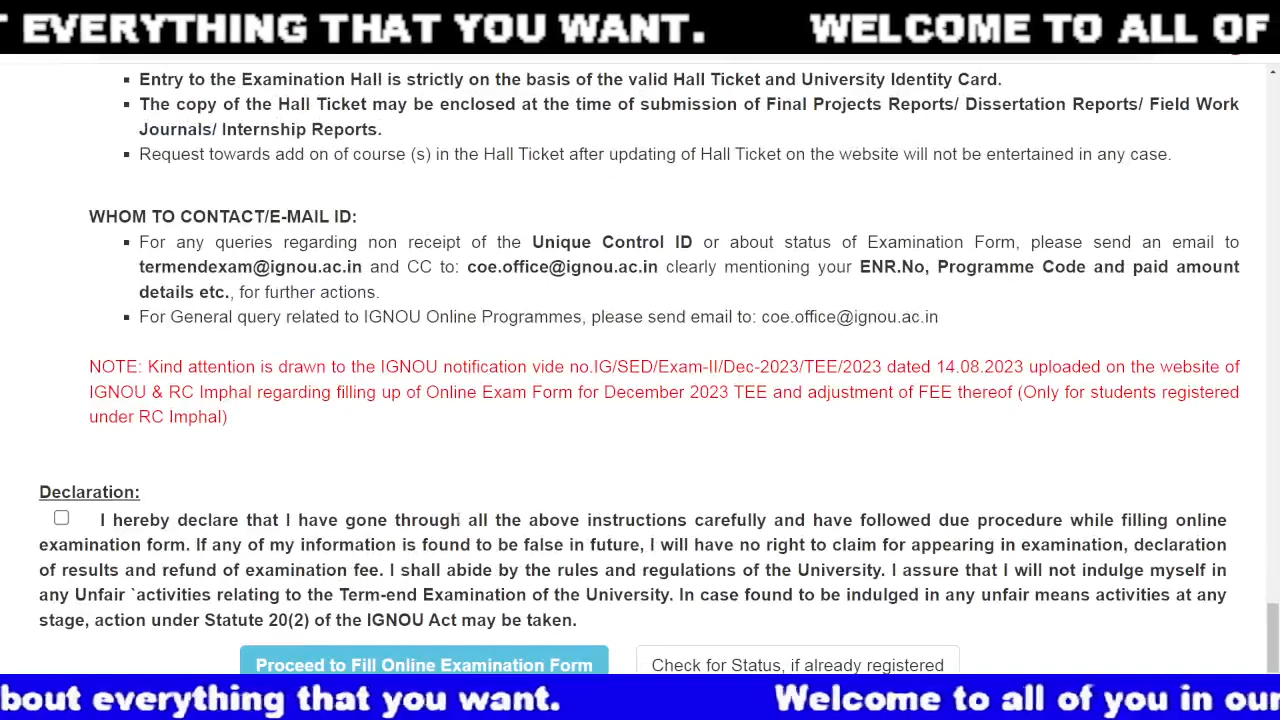 EVERYTHING THAT YOU WANT. WELCOME TO ALL OF
Entry to the Examination Hall is strictly on the basis of the valid Hall Ticket and University Identity Card.
The copy of the Hall Ticket may be enclosed at the time of submission of Final Projects Reports/ Dissertation Reports/ Field Work
Journals/ Internship Reports.
Request towards add on of course (s) in the Hall Ticket after updating of Hall Ticket on the website will not be entertained in any case.
WHOM TO CONTACT/E-MAIL ID:
For any queries regarding non receipt of the Unique Control ID or about status of Examination Form, please send an email to
termendexam@ignou.ac.in and CC to: coe.office@ignou.ac.in clearly mentioning your ENR.No, Programme Code and paid amount
details etc., for further actions.
For General query related to IGNOU Online Programmes, please send email to: coe.office@ignou.ac.in
NOTE: Kind attention is drawn to the IGNOU notification vide no.IG/SED/Exam-II/Dec-2023/TEE/2023 dated 14.08.2023 uploaded on the website of
IGNOU & RC Imphal regarding filling up of Online Exam Form for December 2023 TEE and adjustment of FEE thereof (Only for students registered
under RC Imphal)
Declaration:
I hereby declare that I have gone through all the above instructions carefully and have followed due procedure while filling online
examination form. If any of my information is found to be false in future, I will have no right to claim for appearing in examination, declaration
of results and refund of examination fee. I shall abide by the rules and regulations of the University. I assure that I will not indulge myself in
any Unfair `activities relating to the Term-end Examination of the University. In case found to be indulged in any unfair means activities at any
stage, action under Statute 20(2) of the IGNOU Act may be taken.
Proceed to Fill Online Examination Form Check for Status, if already registered
bout everything that you want. Welcome to all of you in our